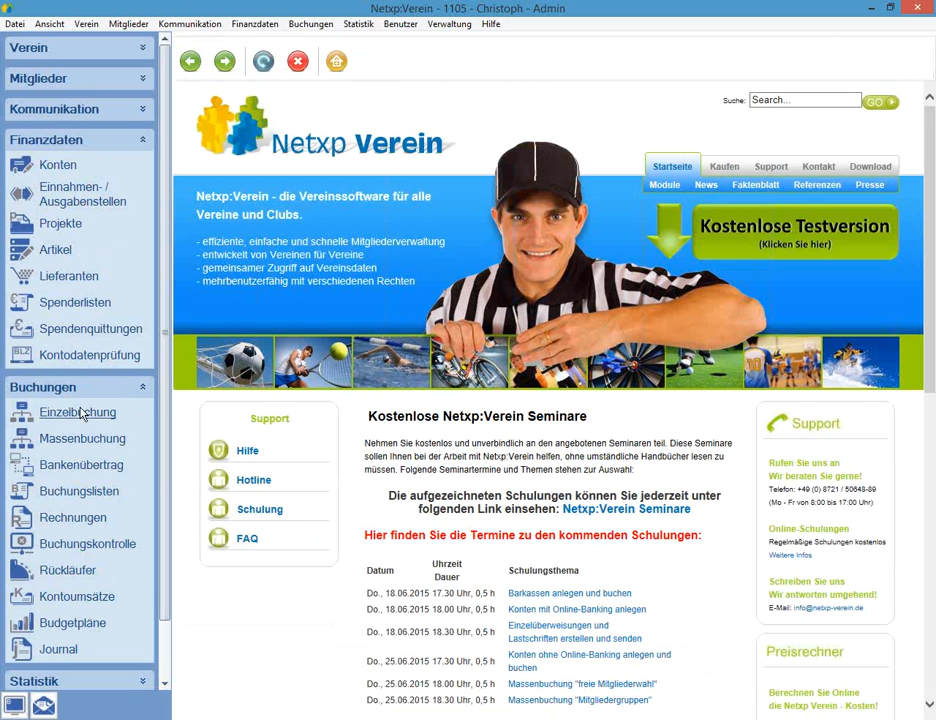 Netxp:Verein - 1105 - Christoph - Admin
Datei Ansicht Verein Mitglieder Kommunikation Finanzdaten Buchungen Statistik Benutzer Verwaltung Hilfe
Verein
Mitglieder
Kommunikation
Finanzdaten
Konten
Einnahmen-/
Ausgabenstellen
Projekte
Artikel
Lieferanten
Spenderlisten
Spendenquittungen
BLZ
Kontodatenprüfung
Buchungen
Einzelbuchung
Massenbuchung
Bankenübertrag
Buchungslisten
Rechnungen
Buchungskontrolle
Rückläufer
Kontoumsätze
Budgetpläne
Journal
Statistik
Suche: Search... GO
Netxp Verein
Startseite Kaufen Support Kontakt Download
Module News Faktenblatt Referenzen Presse
Netxp:Verein - die Vereinssoftware für alle
Vereine und Clubs.
- effiziente, einfache und schnelle Mitgliederverwaltung
- entwickelt von Vereinen für Vereine
- gemeinsamer Zugriff auf Vereinsdaten
- mehrbenutzerfähig mit verschiedenen Rechten
Kostenlose Testversion
(Klicken Sie hier)
Support
Hilfe
Hotline
Schulung
FAQ
Kostenlose Netxp:Verein Seminare
Nehmen Sie kostenlos und unverbindlich an den angebotenen Seminaren teil. Diese Seminare
sollen Ihnen bei der Arbeit mit Netxp:Verein helfen, ohne umständliche Handbücher lesen zu
müssen. Folgende Seminartermine und Themen stehen zur Auswahl:
Die aufgezeichneten Schulungen können Sie jederzeit unter
folgenden Link einsehen: Netxp:Verein Seminare
Hier finden Sie die Termine zu den kommenden Schulungen:
Datum Uhrzeit Dauer Schulungsthema
Do., 18.06.2015 17.30 Uhr, 0,5 h Barkassen anlegen und buchen
Do., 18.06.2015 18.00 Uhr, 0,5 h Konten mit Online-Banking anlegen
Do., 18.06.2015 18.30 Uhr, 0,5 h Einzelüberweisungen und
Lastschriften erstellen und senden
Do., 25.06.2015 17.30 Uhr, 0,5 h Konten ohne Online-Banking anlegen und
buchen
Do., 25.06.2015 18.00 Uhr, 0,5 h Massenbuchung "freie Mitgliederwahl"
Do., 25.06.2015 18.30 Uhr, 0,5 h Massenbuchung "Mitgliedergruppen"
Support
Rufen Sie uns an
Wir beraten Sie gerne!
Telefon: +49 (0) 8721 / 50648-89
(Mo - Fr von 8:00 bis 17:00 Uhr)
Online-Schulungen
Regelmäßige Schulungen kostenlos
Weitere Infos
Schreiben Sie uns
Wir antworten umgehend!
E-Mail: info@netxp-verein.de
Preisrechner
Berechnen Sie Online
die Netxp Verein - Kosten!